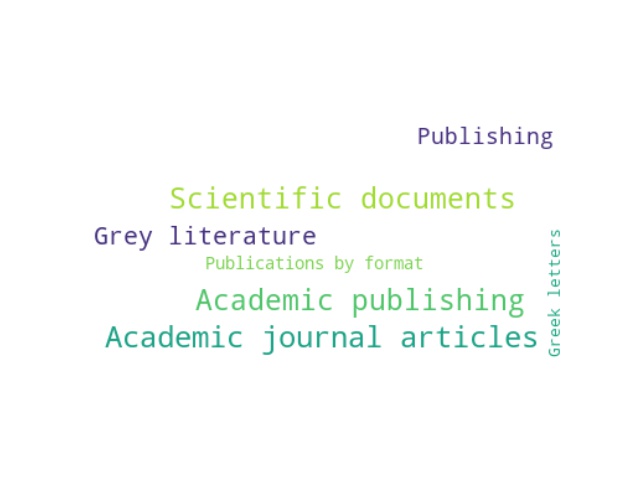 Publishing
Scientific documents
Grey literature
Publications by format
Academic publishing
Academic journal articles
Greek letters